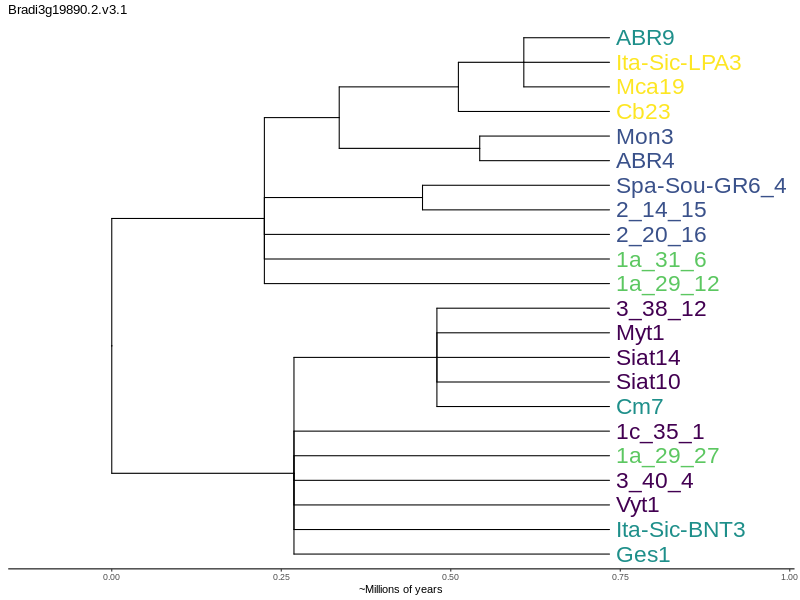 Bradi3g19890.2.v3.1
ABR9
Ita-Sic-LPA3
Mca19
Cb23
Mon3
ABR4
Spa-Sou-GR6_4
2_14_15
2_20_16
1a_31_6
1a_29_12
3_38_12
Myt1
Siat14
Siat10
Cm7
1c_35_1
1a_29_27
3_40_4
Vyt1
Ita-Sic-BNT3
Ges1
0.00 0.25 0.50 0.75 1.00
~Millions of years